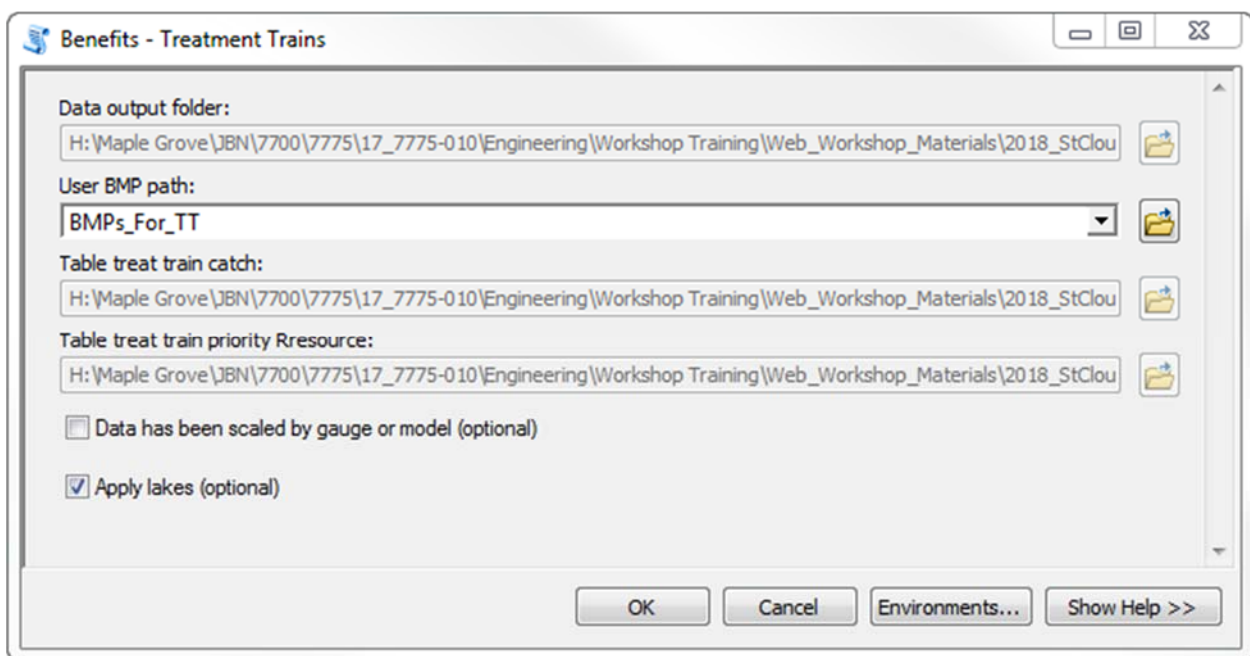 Benefits - Treatment Trains
Data output folder:
H:\Maple Grove\JBN\7700\7775\17_7775-010\Engineering\Workshop Training\Web_Workshop_Materials\2018_StClou
User BMP path:
BMPs_For_TT
Table treat train catch:
H:\Maple Grove\JBN\7700\7775\17_7775-010\Engineering\Workshop Training\Web_Workshop_Materials\2018_StClou
Table treat train priority Rresource:
H:\Maple Grove\JBN\7700\7775\17_7775-010\Engineering\Workshop Training\Web_Workshop_Materials\2018_StClou
Data has been scaled by gauge or model (optional)
Apply lakes (optional)
OK Cancel Environments... Show Help >>